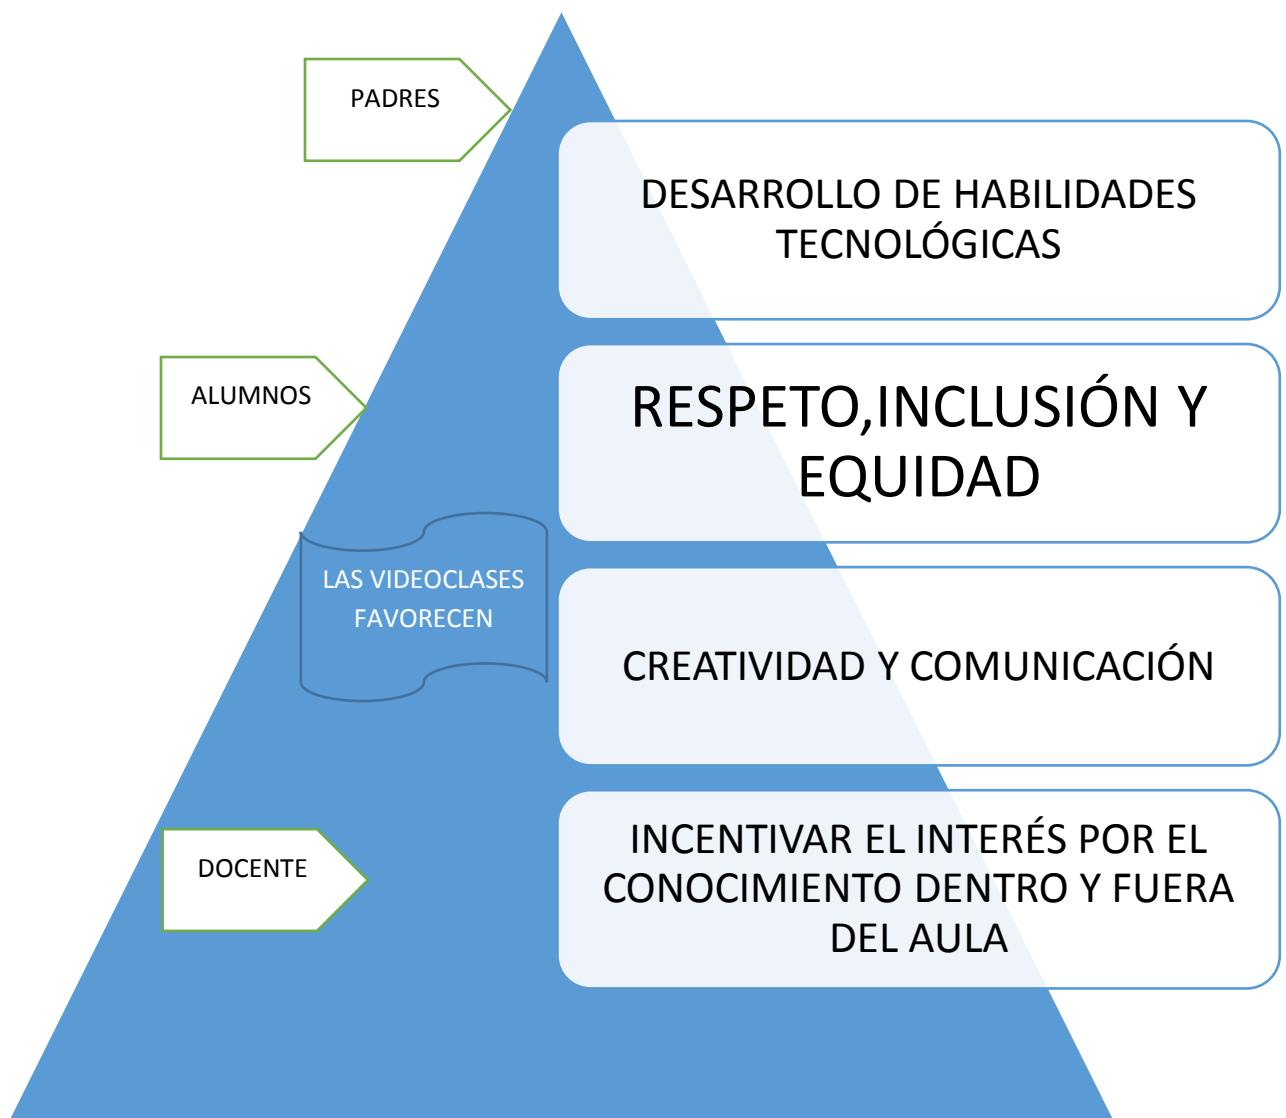 PADRES
DESARROLLO DE HABILIDADES
TECNOLÓGICAS
ALUMNOS
RESPETO,INCLUSIÓN Y
EQUIDAD
LAS VIDEOCLASES
FAVORECEN
CREATIVIDAD Y COMUNICACIÓN
DOCENTE
INCENTIVAR EL INTERÉS POR EL
CONOCIMIENTO DENTRO Y FUERA
DEL AULA